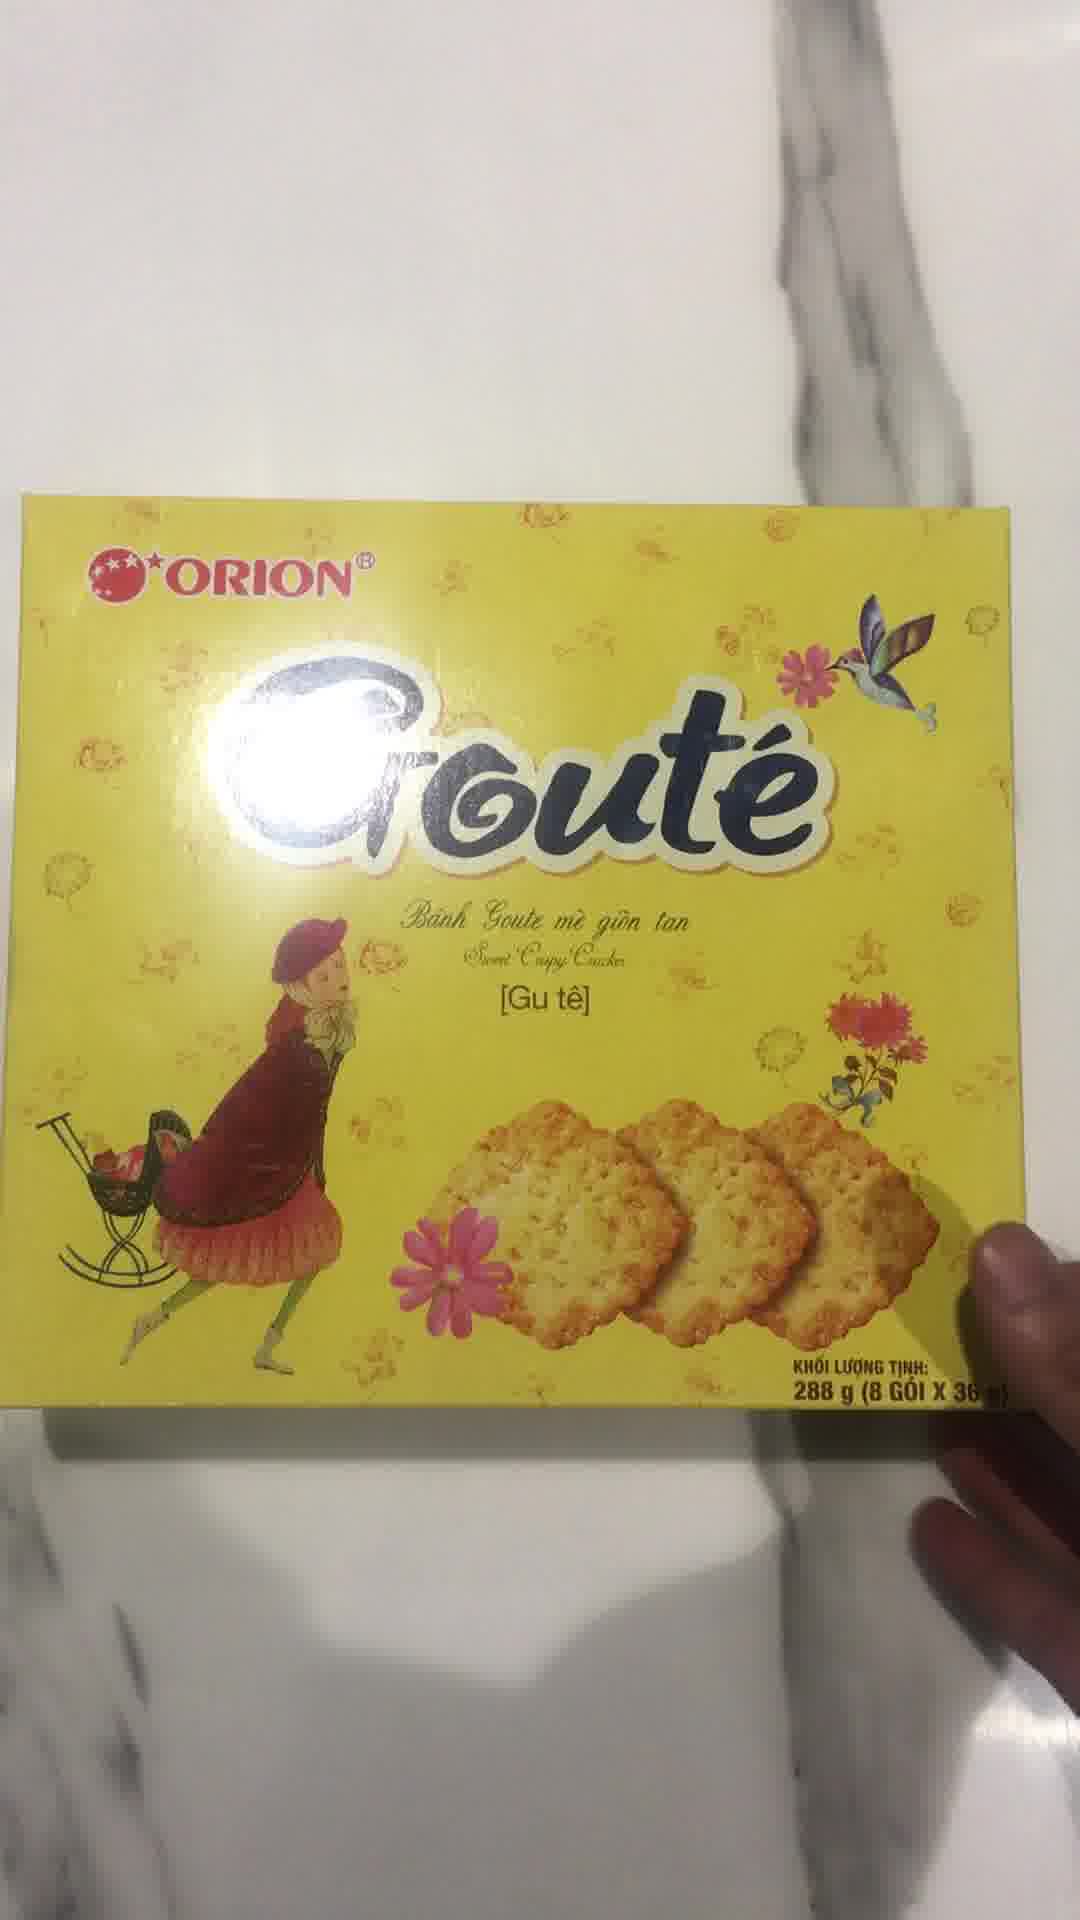 ORION®
Gouté
Bánh Goute mè giòn tan
Sweet Crispy Cracker
[Gu tê]
KHỐI LƯỢNG TỊNH:
288 g (8 GÓI X 36 g)